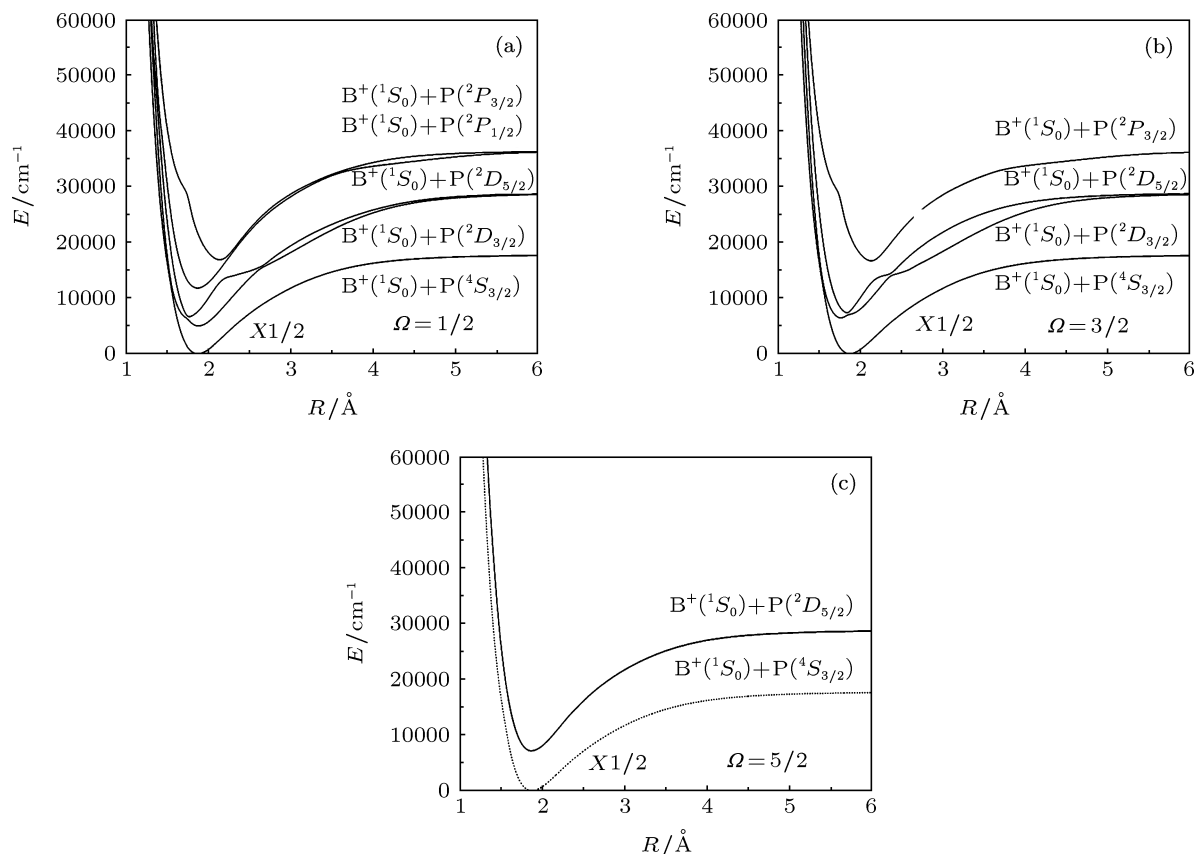 60000
(a)
50000
B⁺(¹S₀)+P(²P₃/₂)
40000
B⁺(¹S₀)+P(²P₁/₂)
30000
B⁺(¹S₀)+P(²D₅/₂)
20000
B⁺(¹S₀)+P(²D₃/₂)
10000
B⁺(¹S₀)+P(⁴S₃/₂)
X1/2
Ω=1/2
0
E/cm⁻¹
1 2 3 4 5 6
R/Å
60000
(b)
50000
40000
B⁺(¹S₀)+P(²P₃/₂)
30000
B⁺(¹S₀)+P(²D₅/₂)
20000
B⁺(¹S₀)+P(²D₃/₂)
10000
B⁺(¹S₀)+P(⁴S₃/₂)
X1/2
Ω=3/2
0
E/cm⁻¹
1 2 3 4 5 6
R/Å
60000
(c)
50000
40000
B⁺(¹S₀)+P(²D₅/₂)
30000
B⁺(¹S₀)+P(⁴S₃/₂)
20000
10000
X1/2
Ω=5/2
0
E/cm⁻¹
1 2 3 4 5 6
R/Å